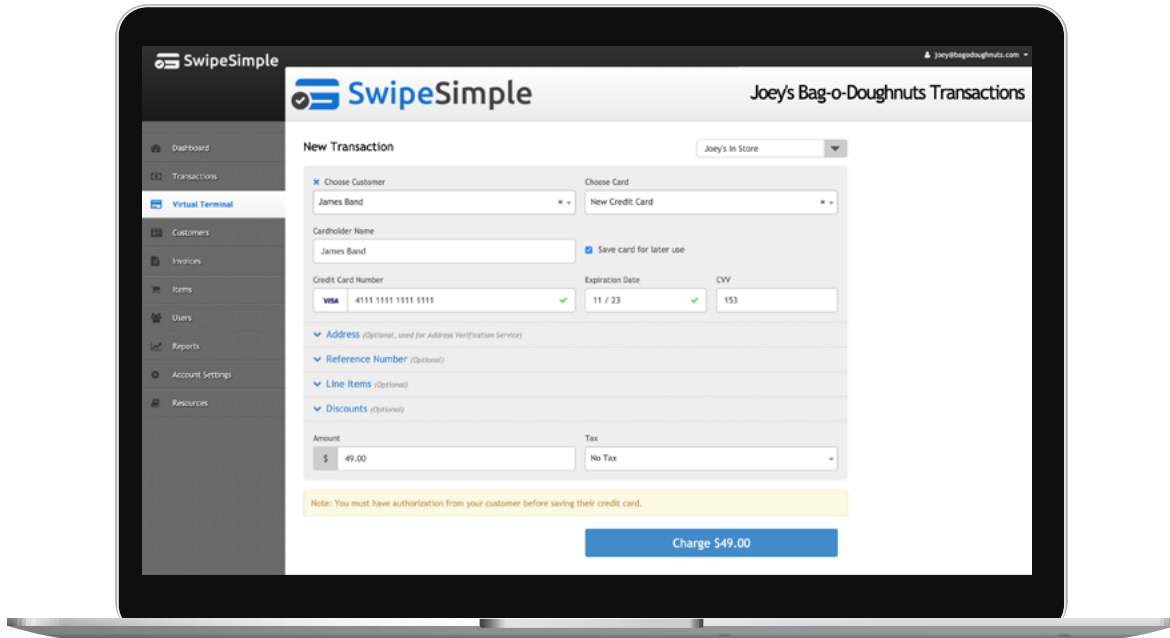 SwipeSimple
joey@bagodoughnuts.com
SwipeSimple
Joey's Bag-o-Doughnuts Transactions
Dashboard
Transactions
Virtual Terminal
Customers
Invoices
Items
Users
Reports
Account Settings
Resources
New Transaction
Joey's In Store
Choose Customer
Choose Card
James Band
New Credit Card
Cardholder Name
James Band
Save card for later use
Credit Card Number
Expiration Date
CVV
VISA
4111 1111 1111 1111
11 / 23
153
Address (Optional, used for Address Verification Service)
Reference Number (Optional)
Line Items (Optional)
Discounts (Optional)
Amount
Tax
$ 49.00
No Tax
Note: You must have authorization from your customer before saving their credit card.
Charge $49.00